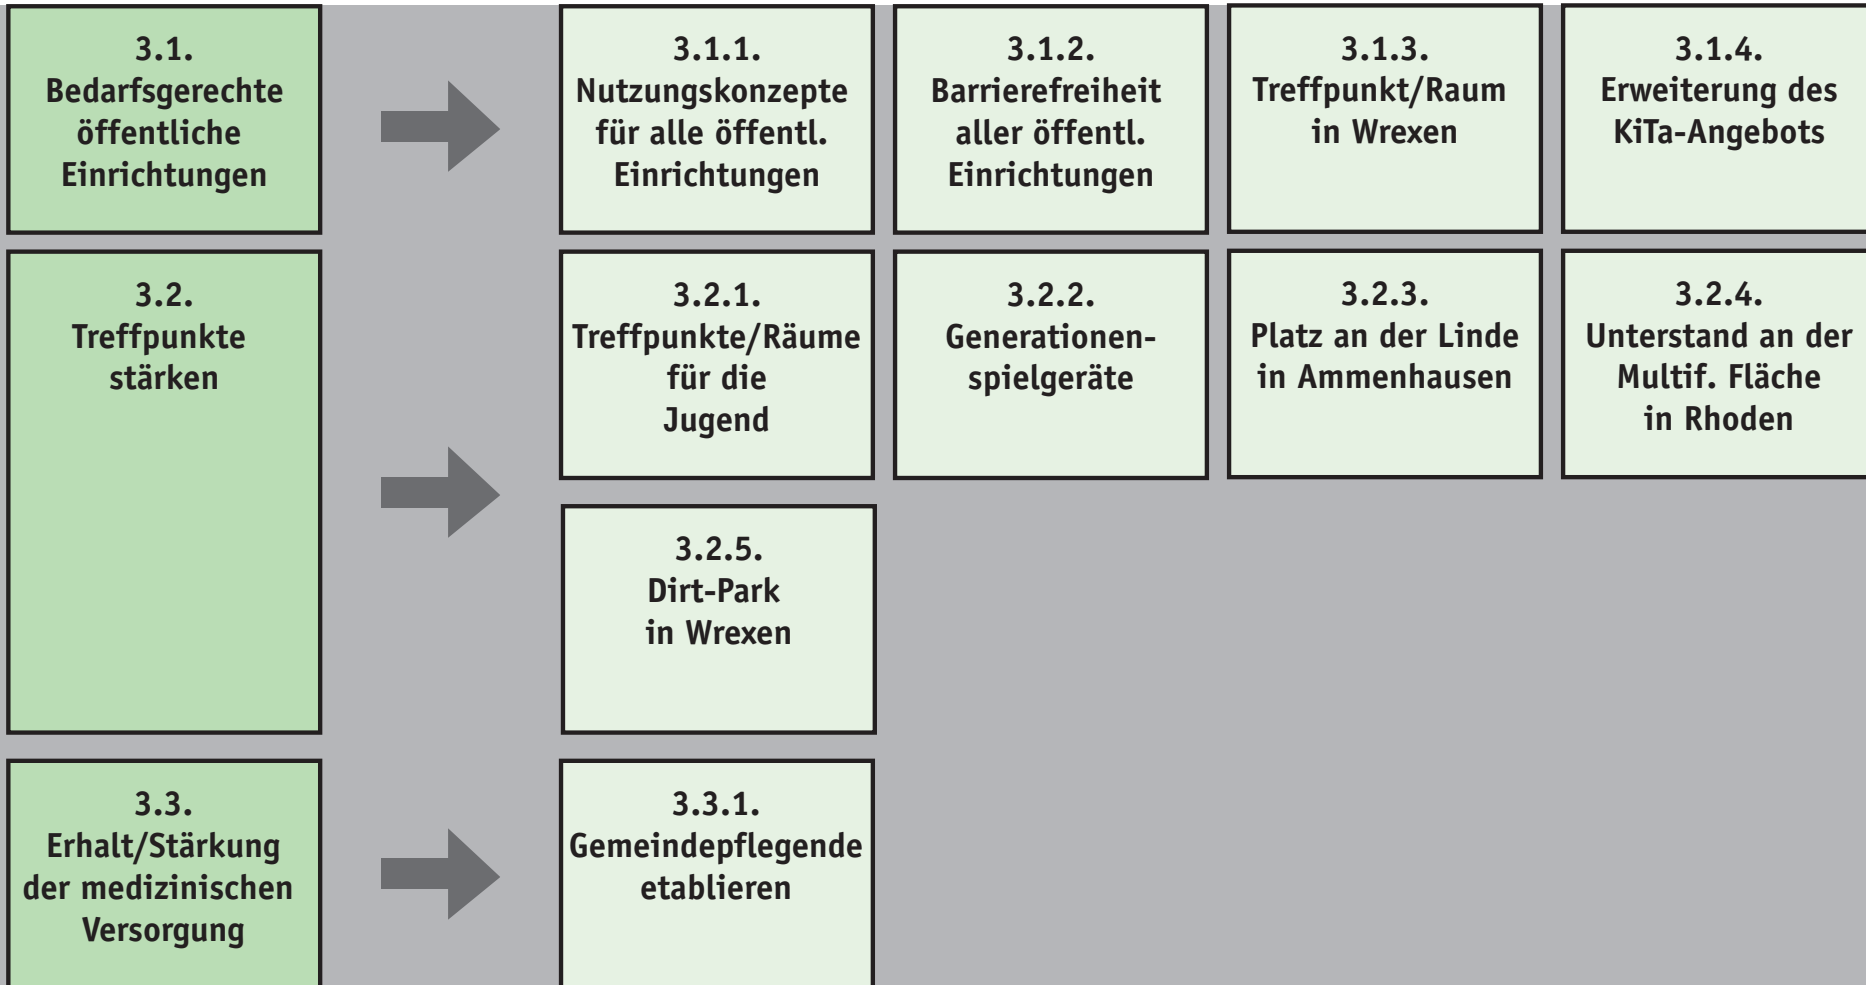 3.1.
Bedarfsgerechte
öffentliche
Einrichtungen
3.1.1.
Nutzungskonzepte
für alle öffentl.
Einrichtungen
3.1.2.
Barrierefreiheit
aller öffentl.
Einrichtungen
3.1.3.
Treffpunkt/Raum
in Wrexen
3.1.4.
Erweiterung des
KiTa-Angebots
3.2.
Treffpunkte
stärken
3.2.1.
Treffpunkte/Räume
für die
Jugend
3.2.2.
Generationen-
spielgeräte
3.2.3.
Platz an der Linde
in Ammenhausen
3.2.4.
Unterstand an der
Multif. Fläche
in Rhoden
3.2.5.
Dirt-Park
in Wrexen
3.3.
Erhalt/Stärkung
der medizinischen
Versorgung
3.3.1.
Gemeindepflegende
etablieren